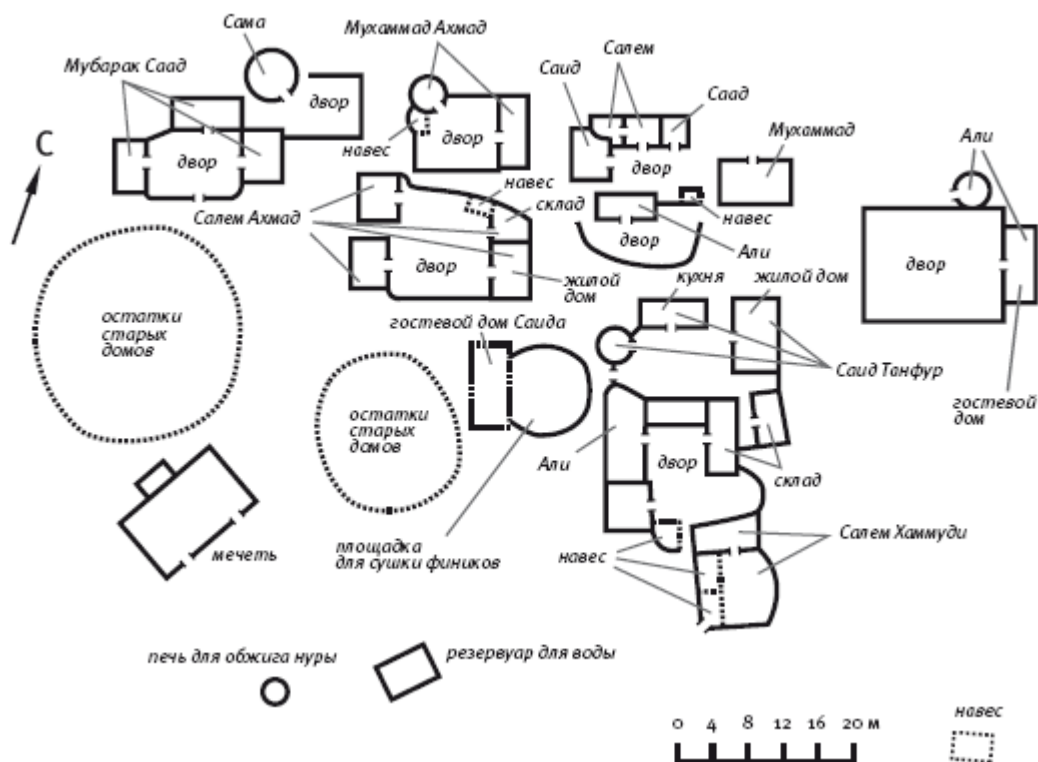 Сама
Мухаммад Ахмад
Мубарак Саад
двор
Саид
Салем
Саад
Мухаммад
Али
С
навес
двор
двор
двор
навес
склад
Салем Ахмад
навес
двор
Али
двор
жилой
дом
двор
кухня
жилой дом
остатки
старых
домов
гостевой дом Саида
Саид Танфур
гостевой
дом
остатки
старых
домов
Али
двор
склад
мечеть
площадка
для сушки фиников
навес
Салем Хаммуди
печь для обжига нуры
резервуар для воды
0 4 8 12 16 20 м
навес